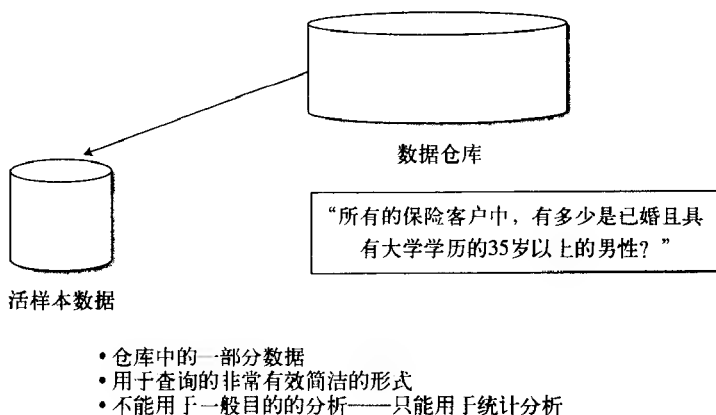 数据仓库
“所有的保险客户中，有多少是已婚且具
有大学学历的35岁以上的男性？”
活样本数据
• 仓库中的一部分数据
• 用于查询的非常有效简洁的形式
• 不能用于一般目的的分析——只能用于统计分析